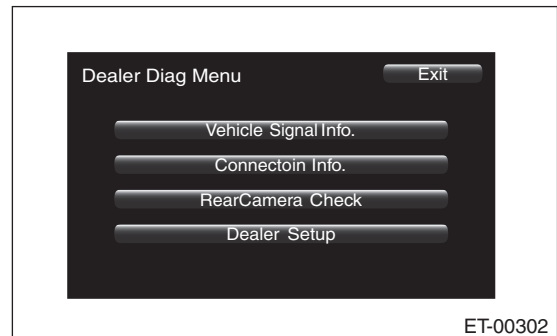 Dealer Diag Menu
Exit
Vehicle Signal Info.
Connectoin Info.
RearCamera Check
Dealer Setup
ET-00302